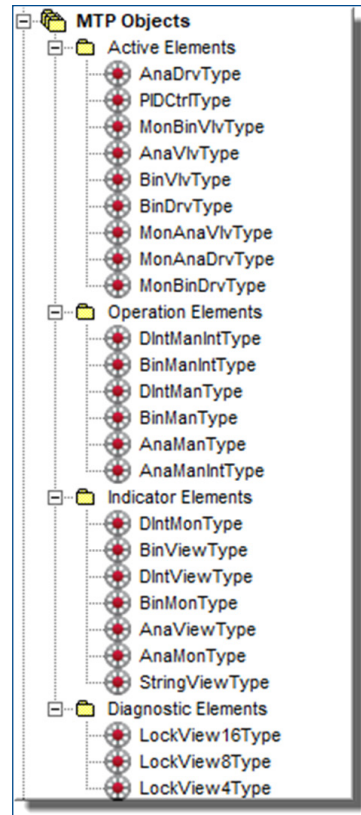 MTP Objects
Active Elements
AnaDrvType
PIDCtrlType
MonBinVlvType
AnaVlvType
BinVlvType
BinDrvType
MonAnaVlvType
MonAnaDrvType
MonBinDrvType
Operation Elements
DIntManIntType
BinManIntType
DIntManType
BinManType
AnaManType
AnaManIntType
Indicator Elements
DIntMonType
BinViewType
DIntViewType
BinMonType
AnaViewType
AnaMonType
StringViewType
Diagnostic Elements
LockView16Type
LockView8Type
LockView4Type